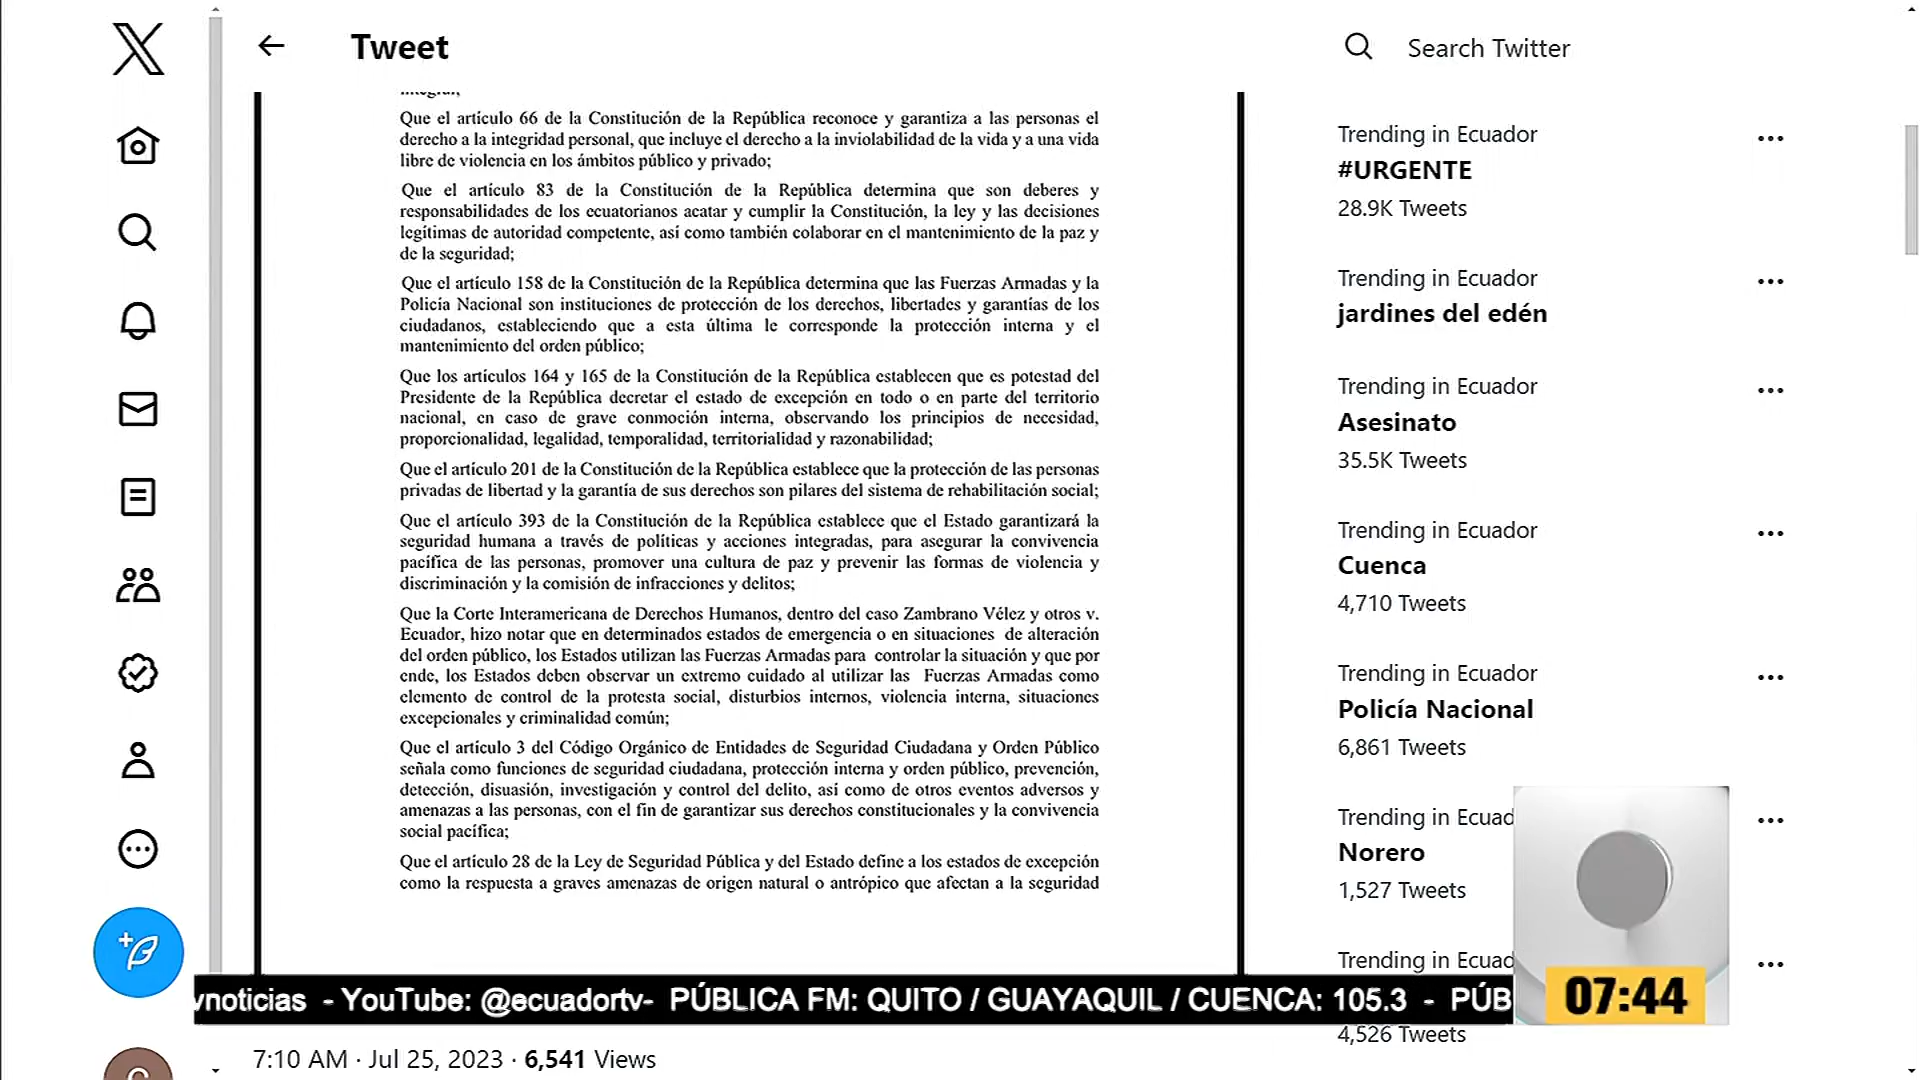 Tweet
Search Twitter
integral;
Que el artículo 66 de la Constitución de la República reconoce y garantiza a las personas el
derecho a la integridad personal, que incluye el derecho a la inviolabilidad de la vida y a una vida
libre de violencia en los ámbitos público y privado;
Que el artículo 83 de la Constitución de la República determina que son deberes y
responsabilidades de los ecuatorianos acatar y cumplir la Constitución, la ley y las decisiones
legítimas de autoridad competente, así como también colaborar en el mantenimiento de la paz y
de la seguridad;
Que el artículo 158 de la Constitución de la República determina que las Fuerzas Armadas y la
Policía Nacional son instituciones de protección de los derechos, libertades y garantías de los
ciudadanos, estableciendo que a esta última le corresponde la protección interna y el
mantenimiento del orden público;
Que los artículos 164 y 165 de la Constitución de la República establecen que es potestad del
Presidente de la República decretar el estado de excepción en todo o en parte del territorio
nacional, en caso de grave conmoción interna, observando los principios de necesidad,
proporcionalidad, legalidad, temporalidad, territorialidad y razonabilidad;
Que el artículo 201 de la Constitución de la República establece que la protección de las personas
privadas de libertad y la garantía de sus derechos son pilares del sistema de rehabilitación social;
Que el artículo 393 de la Constitución de la República establece que el Estado garantizará la
seguridad humana a través de políticas y acciones integradas, para asegurar la convivencia
pacífica de las personas, promover una cultura de paz y prevenir las formas de violencia y
discriminación y la comisión de infracciones y delitos;
Que la Corte Interamericana de Derechos Humanos, dentro del caso Zambrano Vélez y otros v.
Ecuador, hizo notar que en determinados estados de emergencia o en situaciones de alteración
del orden público, los Estados utilizan las Fuerzas Armadas para controlar la situación y que por
ende, los Estados deben observar un extremo cuidado al utilizar las Fuerzas Armadas como
elemento de control de la protesta social, disturbios internos, violencia interna, situaciones
excepcionales y criminalidad común;
Que el artículo 3 del Código Orgánico de Entidades de Seguridad Ciudadana y Orden Público
señala como funciones de seguridad ciudadana, protección interna y orden público, prevención,
detección, disuasión, investigación y control del delito, así como de otros eventos adversos y
amenazas a las personas, con el fin de garantizar sus derechos constitucionales y la convivencia
social pacífica;
Que el artículo 28 de la Ley de Seguridad Pública y del Estado define a los estados de excepción
como la respuesta a graves amenazas de origen natural o antrópico que afectan a la seguridad
7:10 AM · Jul 25, 2023 · 6,541 Views
Trending in Ecuador
#URGENTE
28.9K Tweets
Trending in Ecuador
jardines del edén
Trending in Ecuador
Asesinato
35.5K Tweets
Trending in Ecuador
Cuenca
4,710 Tweets
Trending in Ecuador
Policía Nacional
6,861 Tweets
Trending in Ecuad
Norero
1,527 Tweets
Trending in Ecuad
4,526 Tweets
vnoticias - YouTube: @ecuadortv- PÚBLICA FM: QUITO / GUAYAQUIL / CUENCA: 105.3 - PÚB
07:44